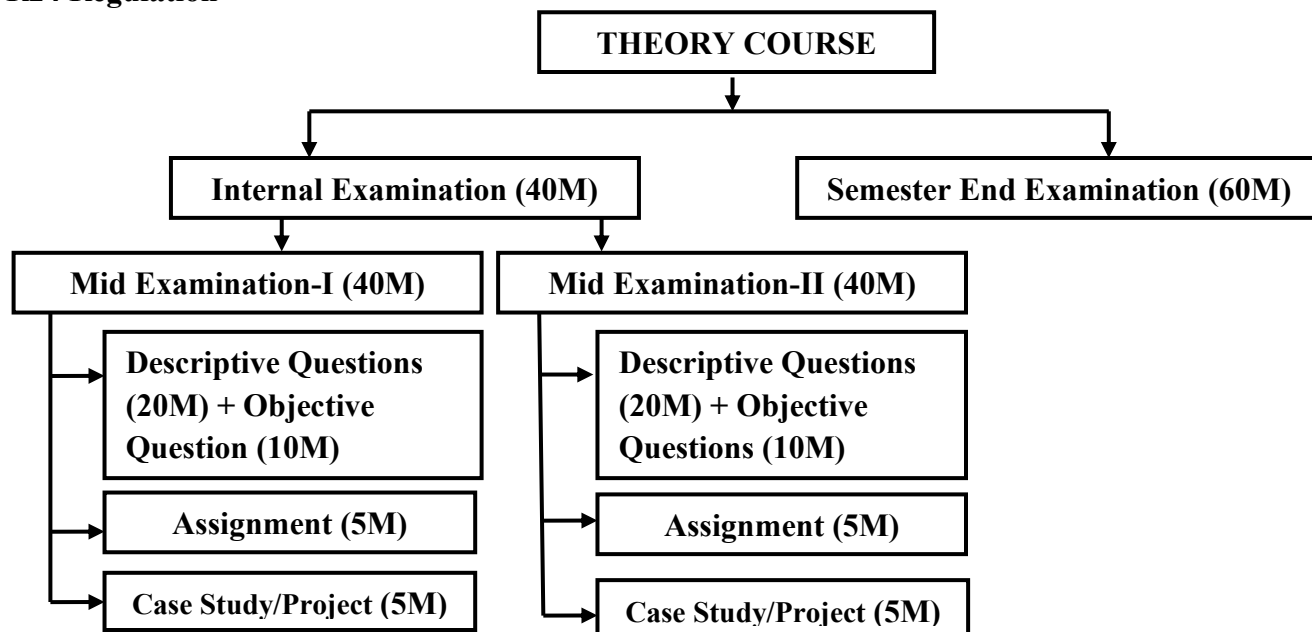 THEORY COURSE
Internal Examination (40M)
Semester End Examination (60M)
Mid Examination-I (40M)
Mid Examination-II (40M)
Descriptive Questions
(20M) + Objective
Question (10M)
Assignment (5M)
Case Study/Project (5M)
Descriptive Questions
(20M) + Objective
Questions (10M)
Assignment (5M)
Case Study/Project (5M)